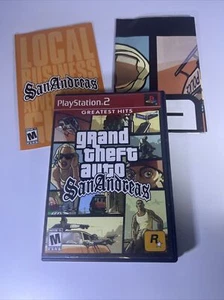 LOCAL
BUSINESS
San Andreas
M
PlayStation.2
GREATEST HITS
grand
theft
auto
San Andreas
M
R